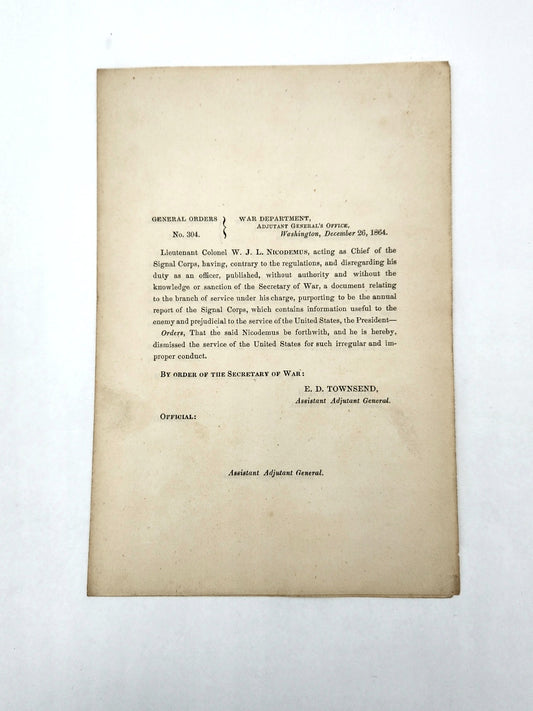 GENERAL ORDERS } WAR DEPARTMENT,
ADJUTANT GENERAL'S OFFICE,
No. 304. Washington, December 26, 1864.
Lieutenant Colonel W. J. L. NICODEMUS, acting as Chief of the
Signal Corps, having, contrary to the regulations, and disregarding his
duty as an officer, published, without authority and without the
knowledge or sanction of the Secretary of War, a document relating
to the branch of service under his charge, purporting to be the annual
report of the Signal Corps, which contains information useful to the
enemy and prejudicial to the service of the United States, the President—
Orders, That the said Nicodemus be forthwith, and he is hereby,
dismissed the service of the United States for such irregular and im-
proper conduct.
BY ORDER OF THE SECRETARY OF WAR:
E. D. TOWNSEND,
Assistant Adjutant General.
OFFICIAL:
Assistant Adjutant General.